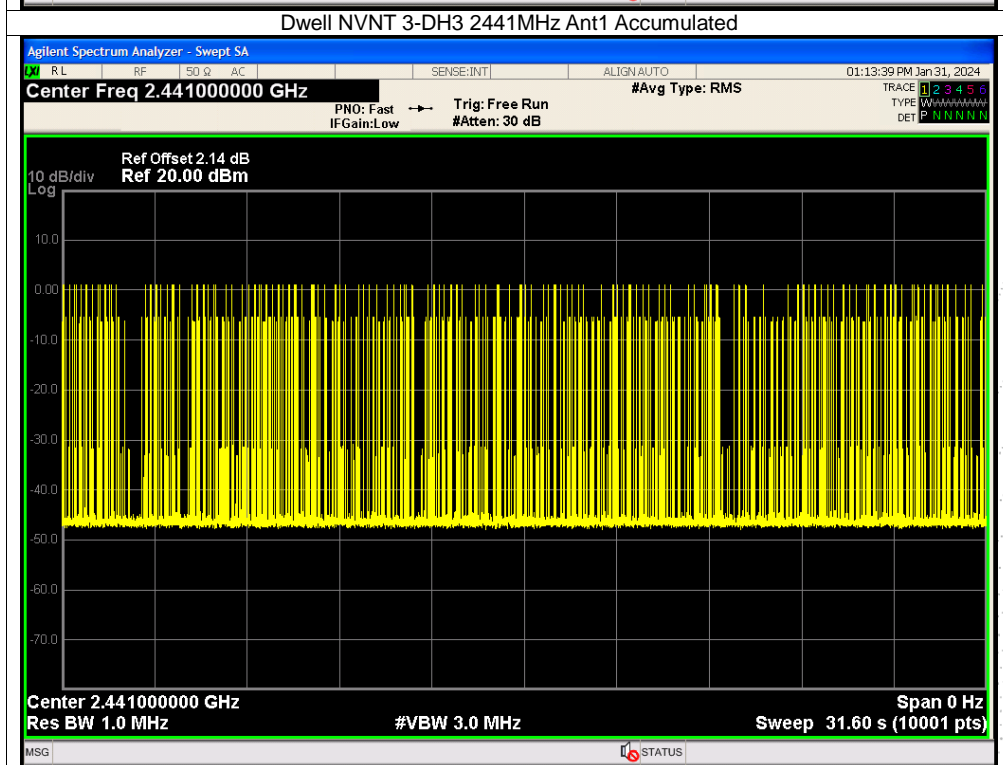 Dwell NVNT 3-DH3 2441MHz Ant1 Accumulated
Agilent Spectrum Analyzer - Swept SA
LXI RL RF 50 Ω AC SENSE:INT ALIGN AUTO 01:13:39 PM Jan 31, 2024
Center Freq 2.441000000 GHz #Avg Type: RMS TRACE 1 2 3 4 5 6
PNO: Fast Trig: Free Run TYPE WWWWWW
IFGain:Low #Atten: 30 dB DET P N N N N N
Ref Offset 2.14 dB
10 dB/div Ref 20.00 dBm
Log
10.0
0.00
-10.0
-20.0
-30.0
-40.0
-50.0
-60.0
-70.0
Center 2.441000000 GHz Span 0 Hz
Res BW 1.0 MHz #VBW 3.0 MHz Sweep 31.60 s (10001 pts)
MSG STATUS